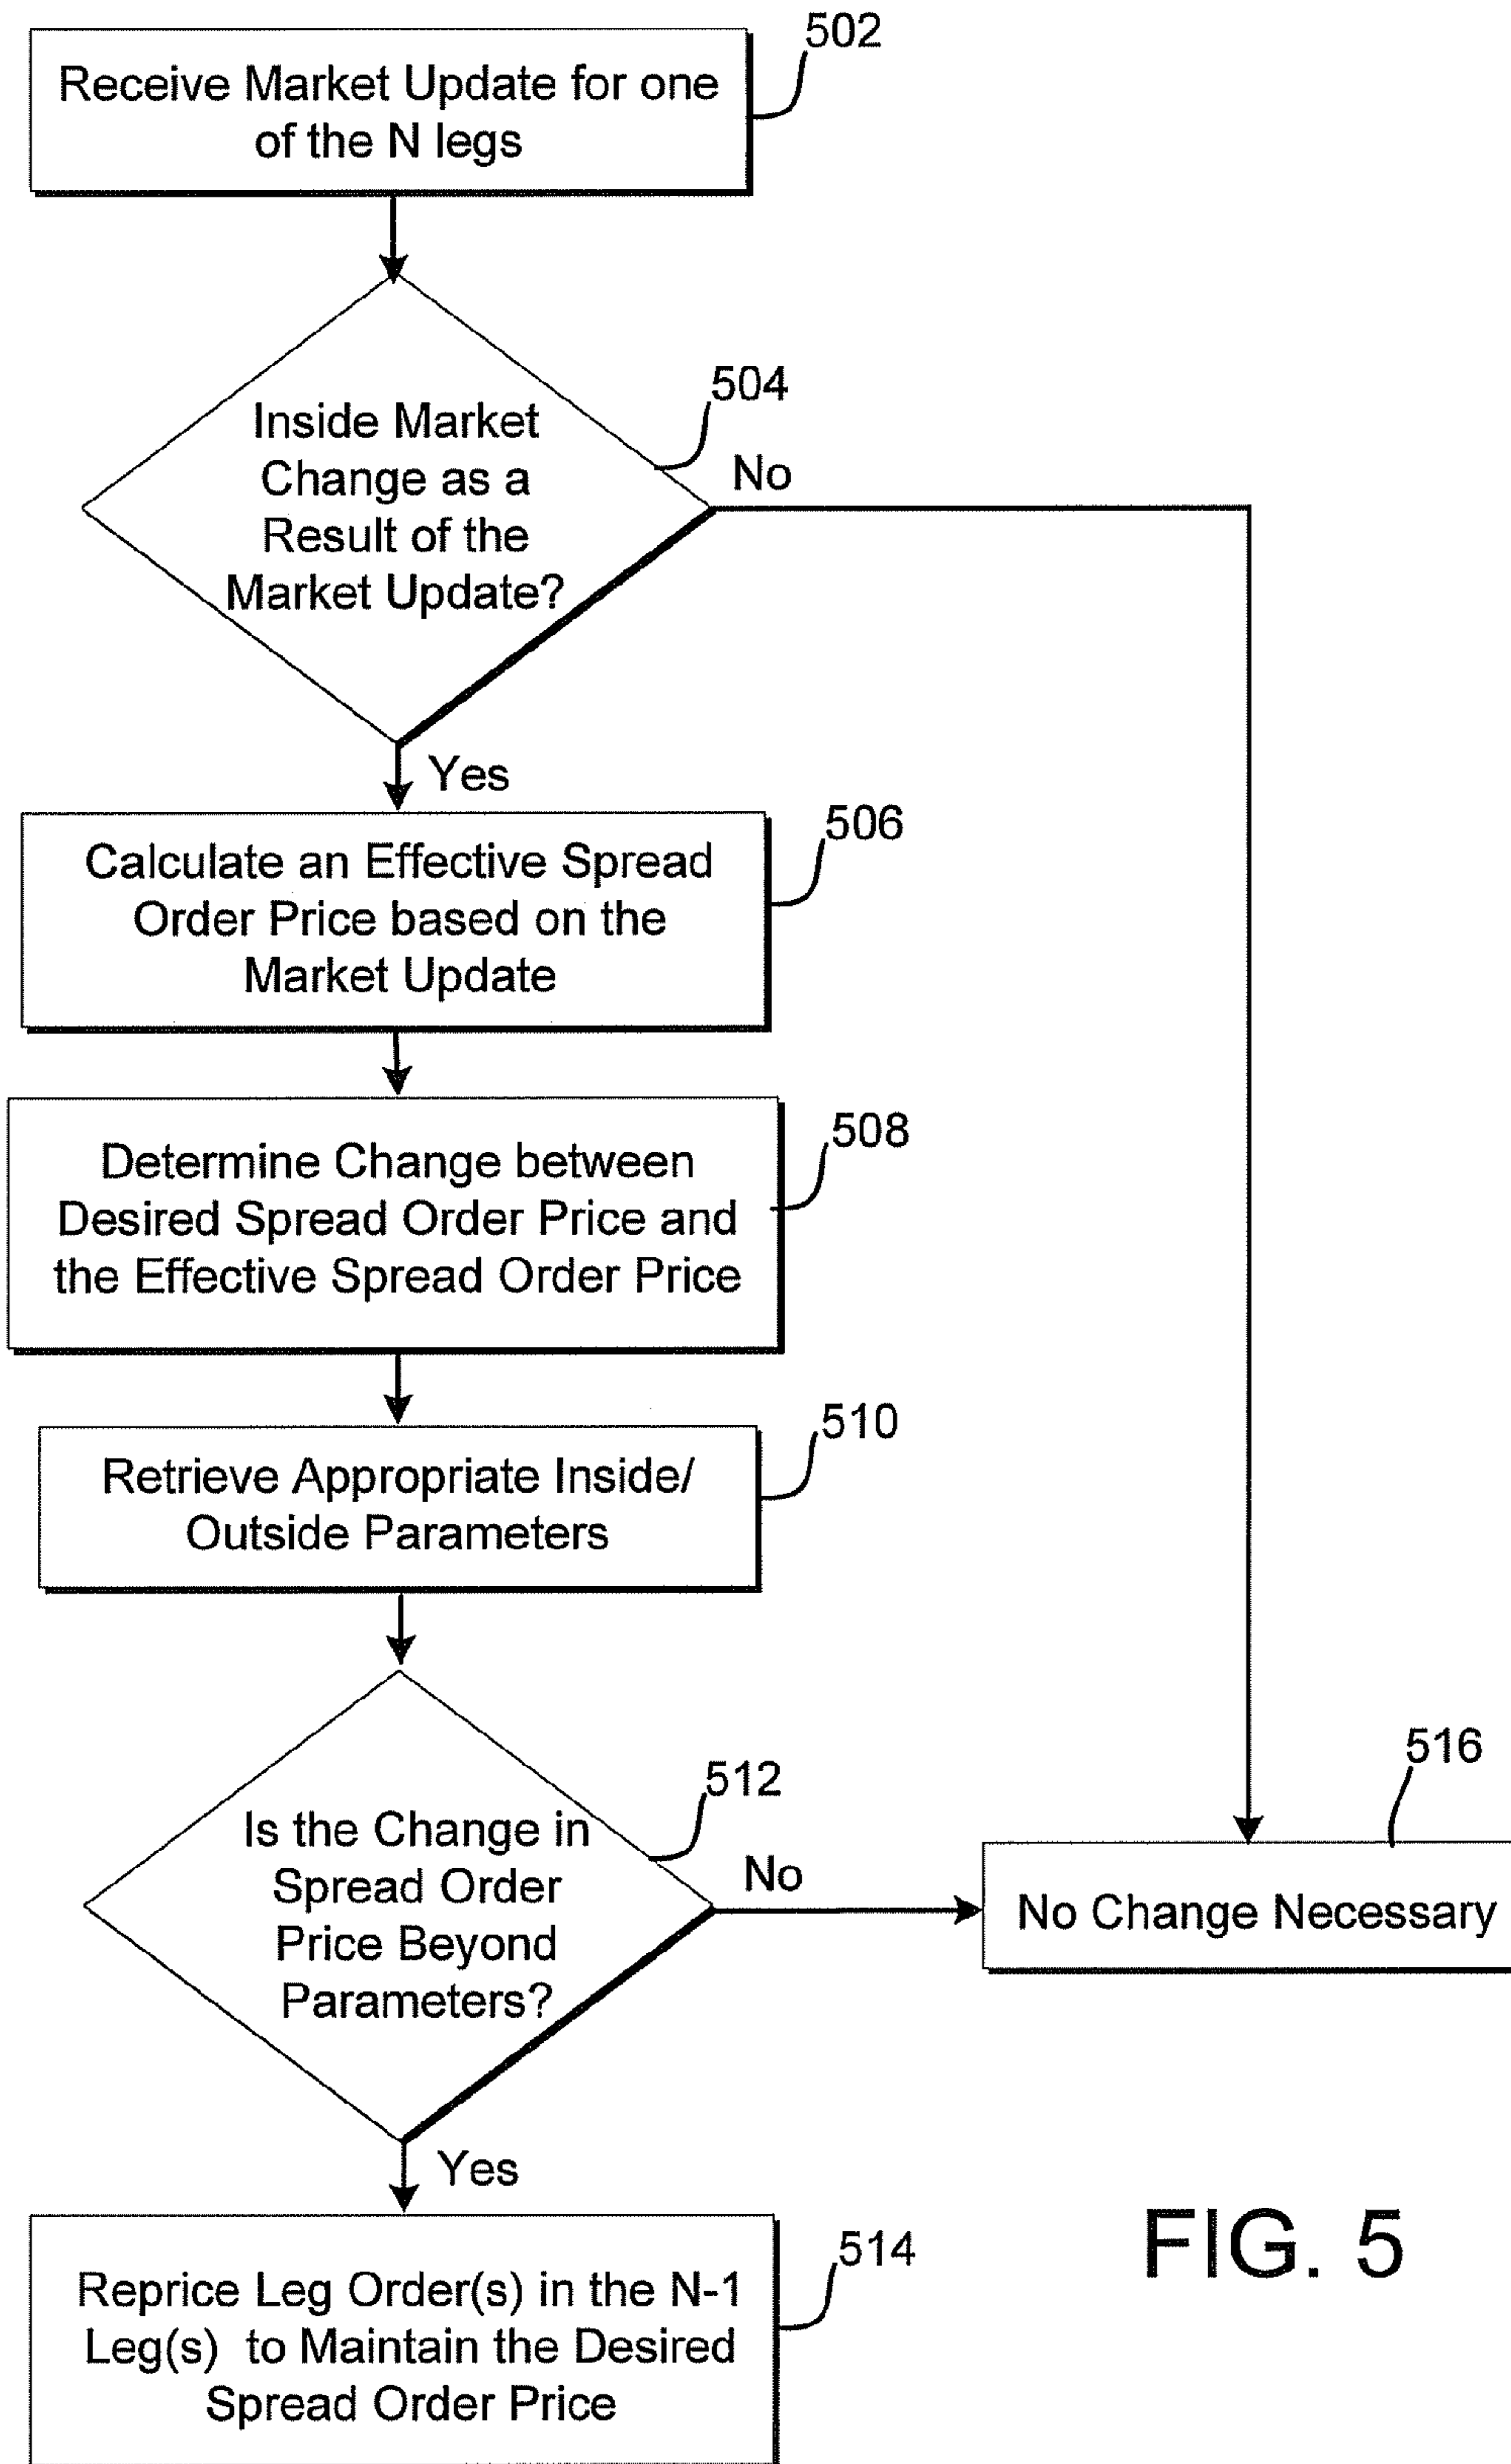 502
Receive Market Update for one
of the N legs
504
Inside Market
Change as a
Result of the
Market Update?
No
Yes
506
Calculate an Effective Spread
Order Price based on the
Market Update
508
Determine Change between
Desired Spread Order Price and
the Effective Spread Order Price
510
Retrieve Appropriate Inside/
Outside Parameters
512
Is the Change in
Spread Order
Price Beyond
Parameters?
No
516
No Change Necessary
Yes
514
Reprice Leg Order(s) in the N-1
Leg(s) to Maintain the Desired
Spread Order Price
FIG. 5